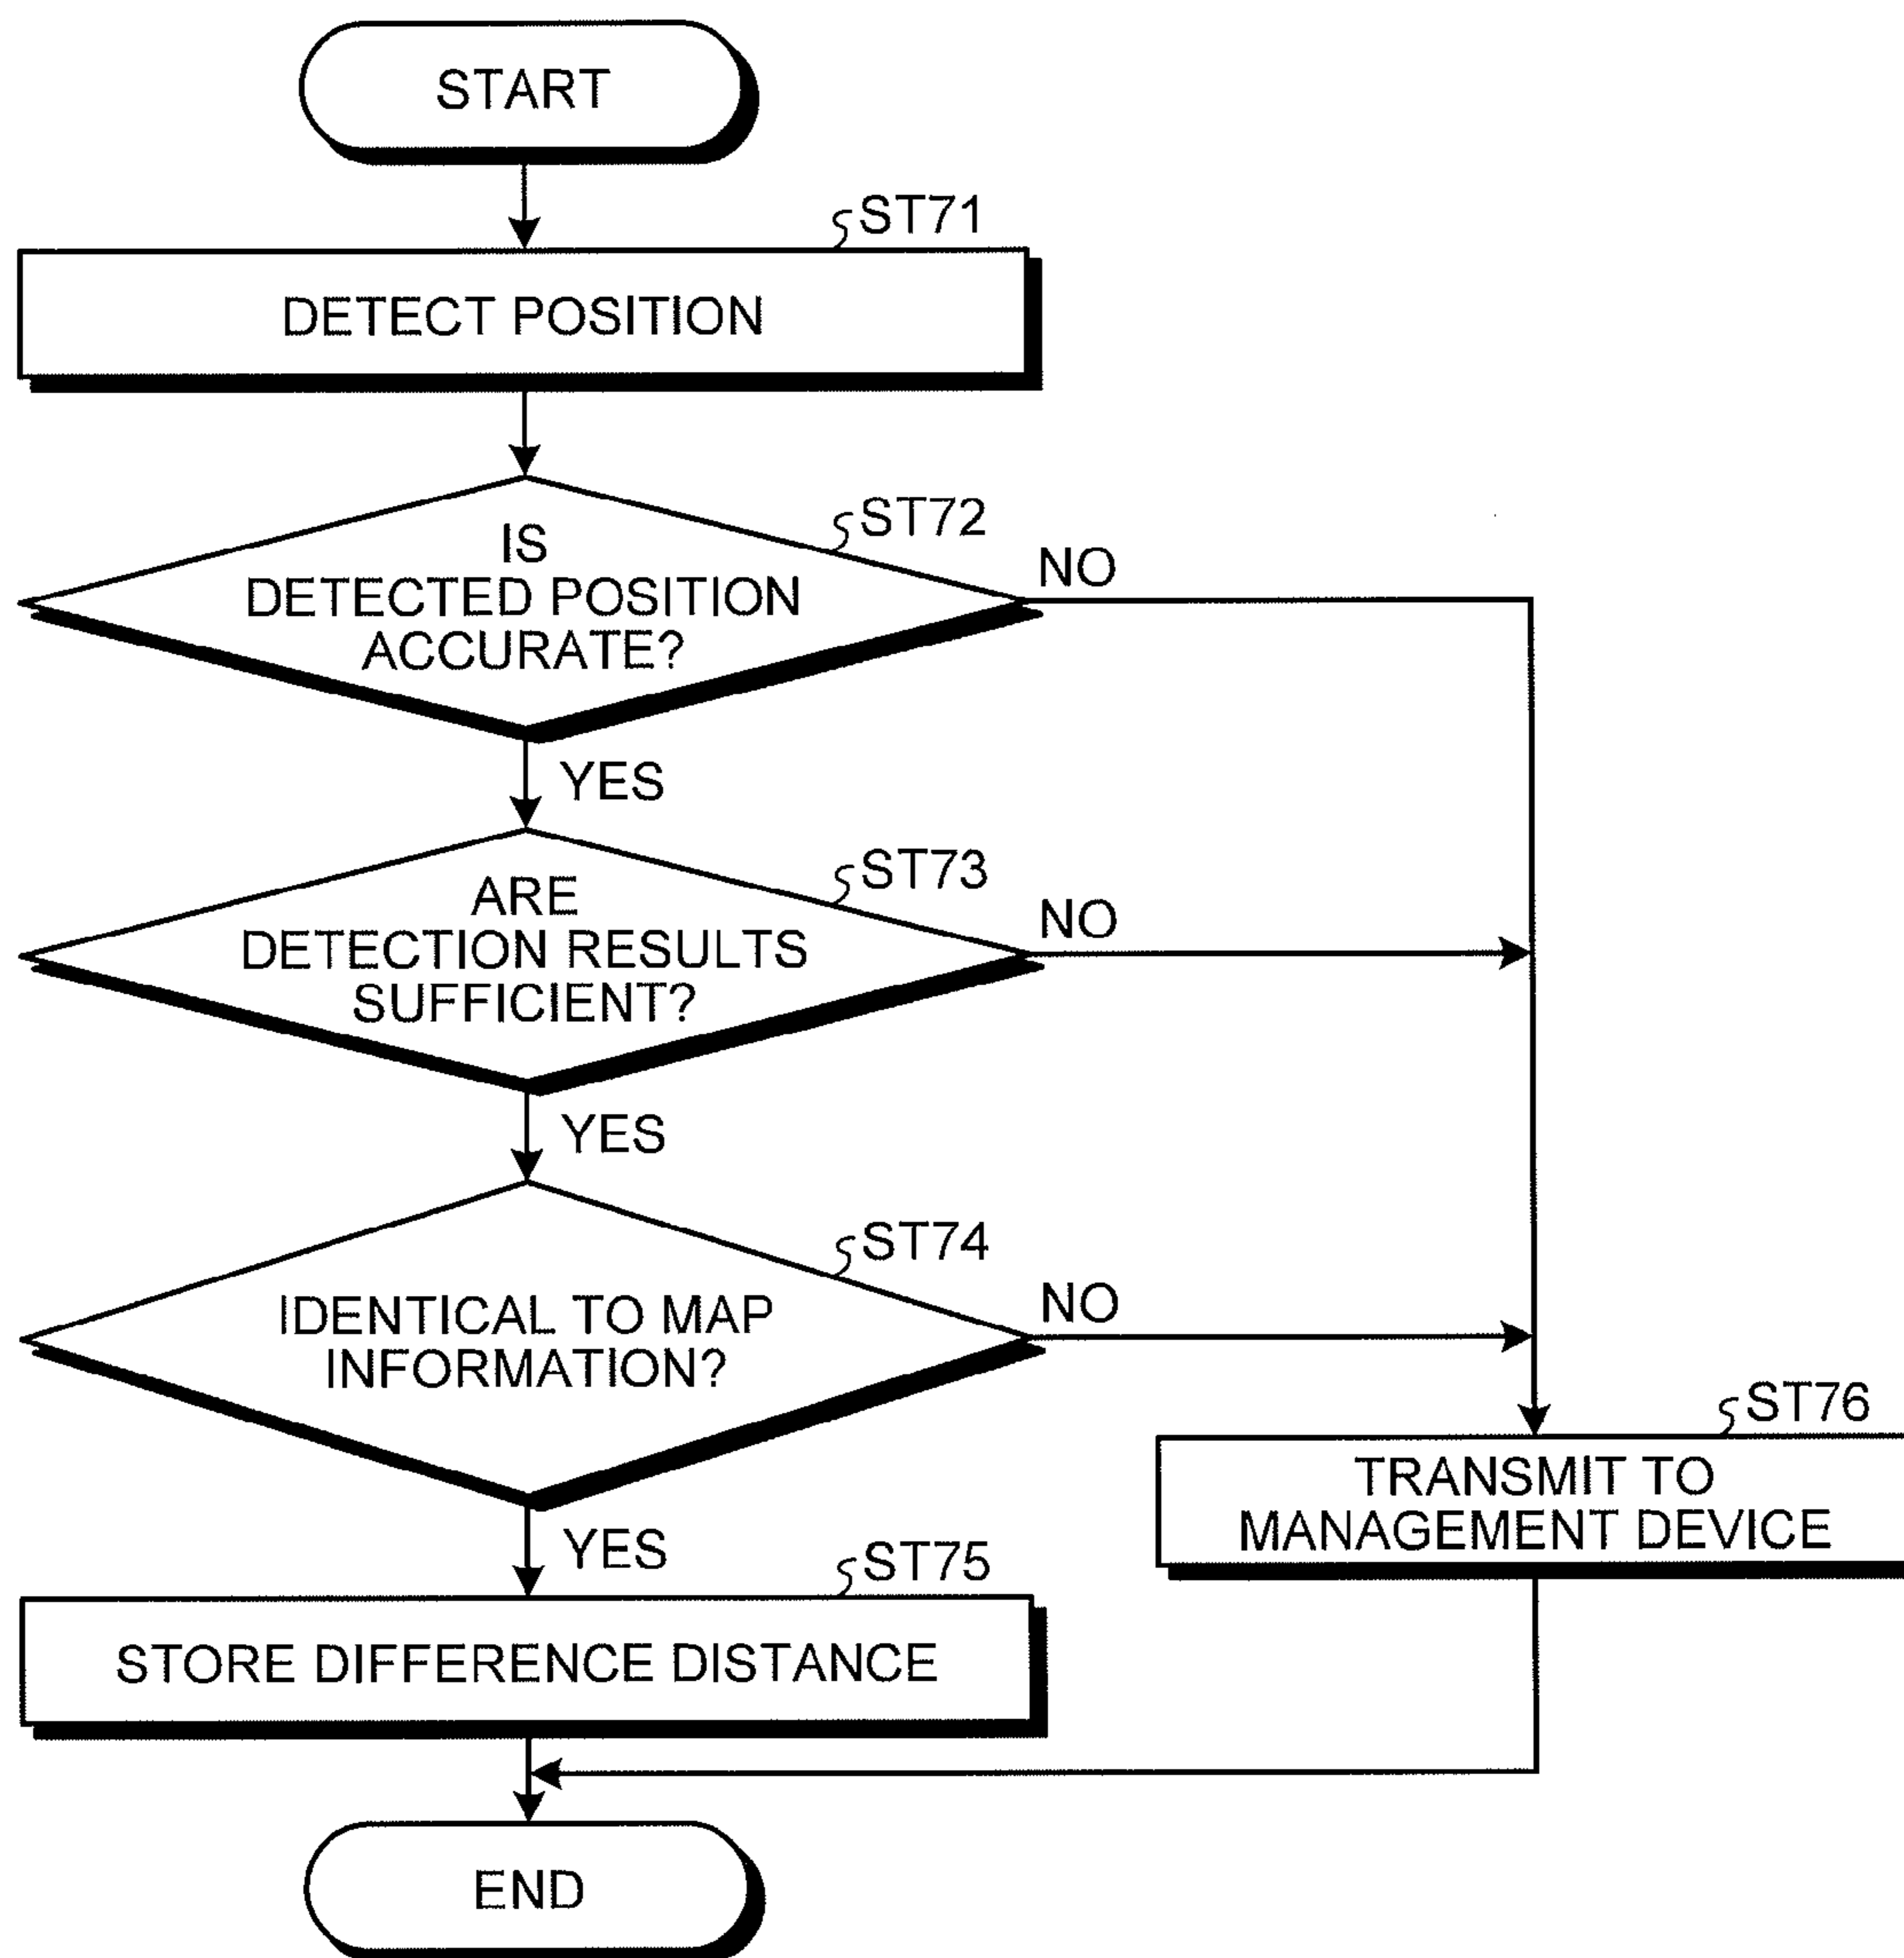 START
ST71
DETECT POSITION
ST72
IS
DETECTED POSITION
ACCURATE?
NO
YES
ST73
ARE
DETECTION RESULTS
SUFFICIENT?
NO
YES
ST74
IDENTICAL TO MAP
INFORMATION?
NO
YES
ST76
TRANSMIT TO
MANAGEMENT DEVICE
ST75
STORE DIFFERENCE DISTANCE
END